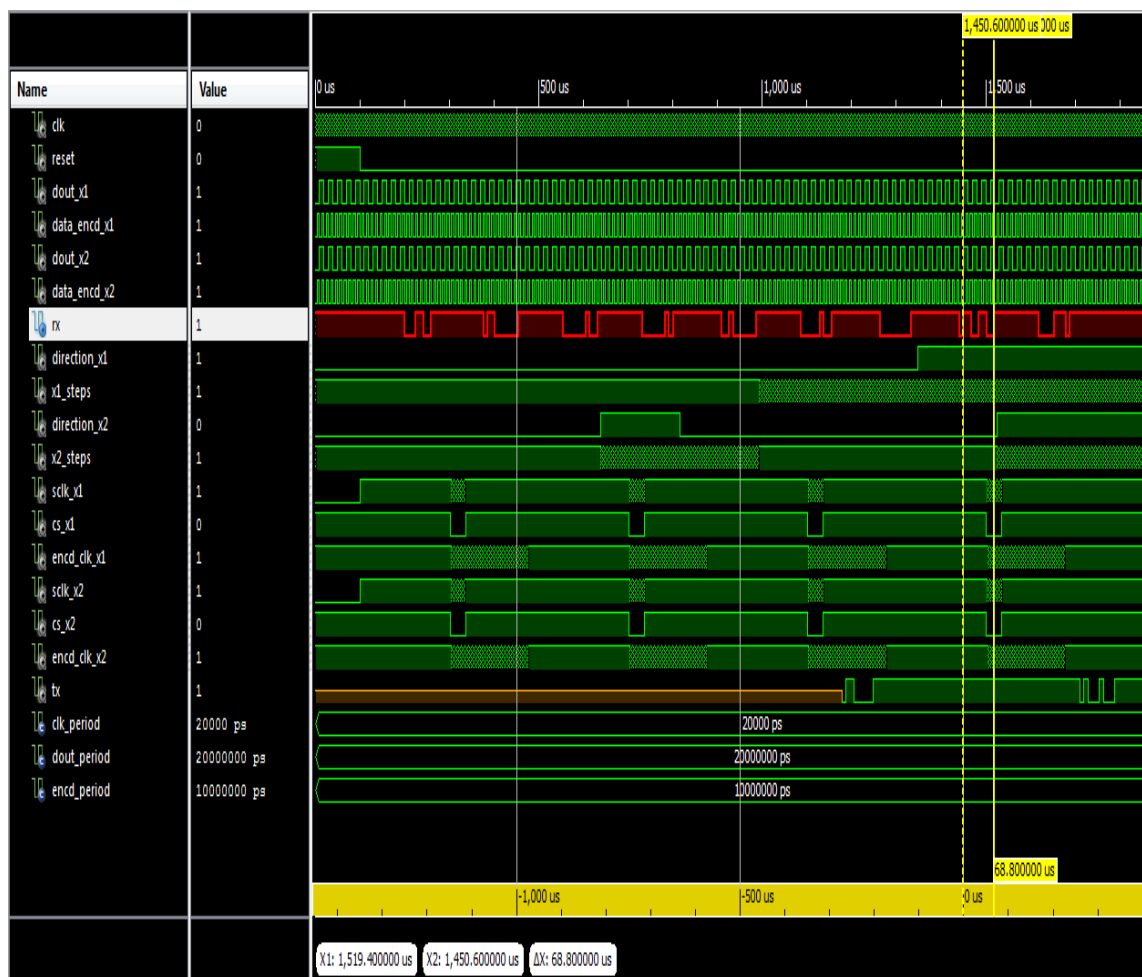 1,450.600000 us 000 us
Name Value 0 us 500 us 1,000 us 1,500 us
clk 0
reset 0
dout_x1 1
data_encd_x1 1
dout_x2 1
data_encd_x2 1
rx 1
direction_x1 1
x1_steps 1
direction_x2 0
x2_steps 1
sclk_x1 1
cs_x1 0
encd_clk_x1 1
sclk_x2 1
cs_x2 0
encd_clk_x2 1
tx 1
clk_period 20000 ps 20000 ps
dout_period 20000000 ps 20000000 ps
encd_period 10000000 ps 10000000 ps
68.800000 us
-1,000 us -500 us 0 us
X1: 1,519.400000 us X2: 1,450.600000 us ΔX: 68.800000 us